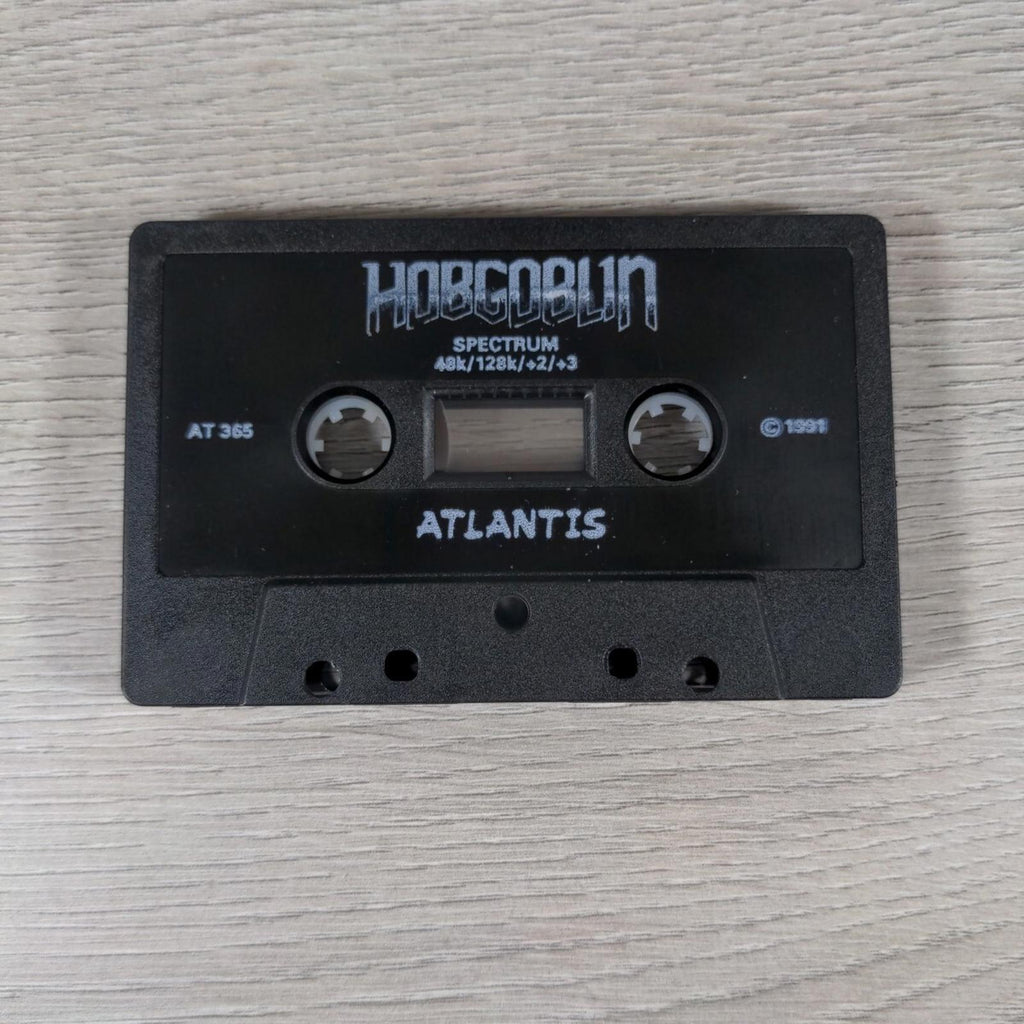 HOBGOBLIN
SPECTRUM
48k/128k/+2/+3
AT 365
©1991
ATLANTIS